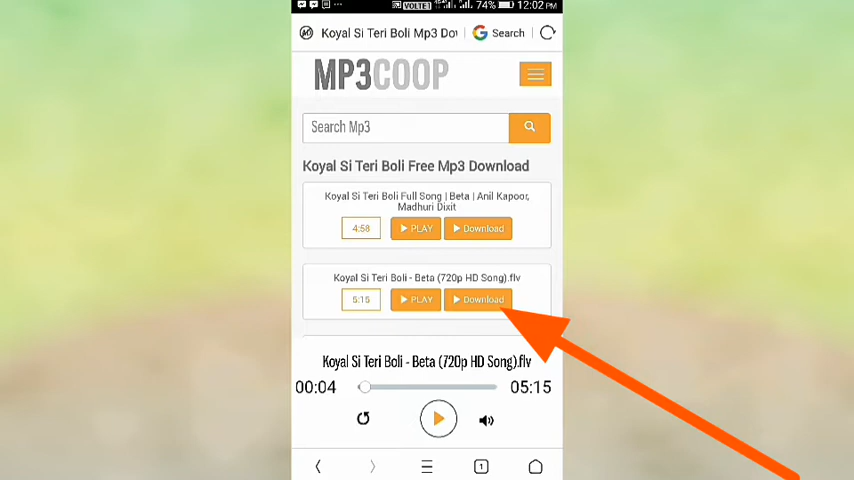 VOLTE1 74% 12:02 PM
Koyal Si Teri Boli Mp3 Do Search
MP3COOP
Search Mp3
Koyal Si Teri Boli Free Mp3 Download
Koyal Si Teri Boli Full Song | Beta | Anil Kapoor,
Madhuri Dixit
4:58 PLAY Download
Koyal Si Teri Boli - Beta (720p HD Song).flv
5:15 PLAY Download
Koyal Si Teri Boli - Beta (720p HD Song).flv
00:04 05:15
1